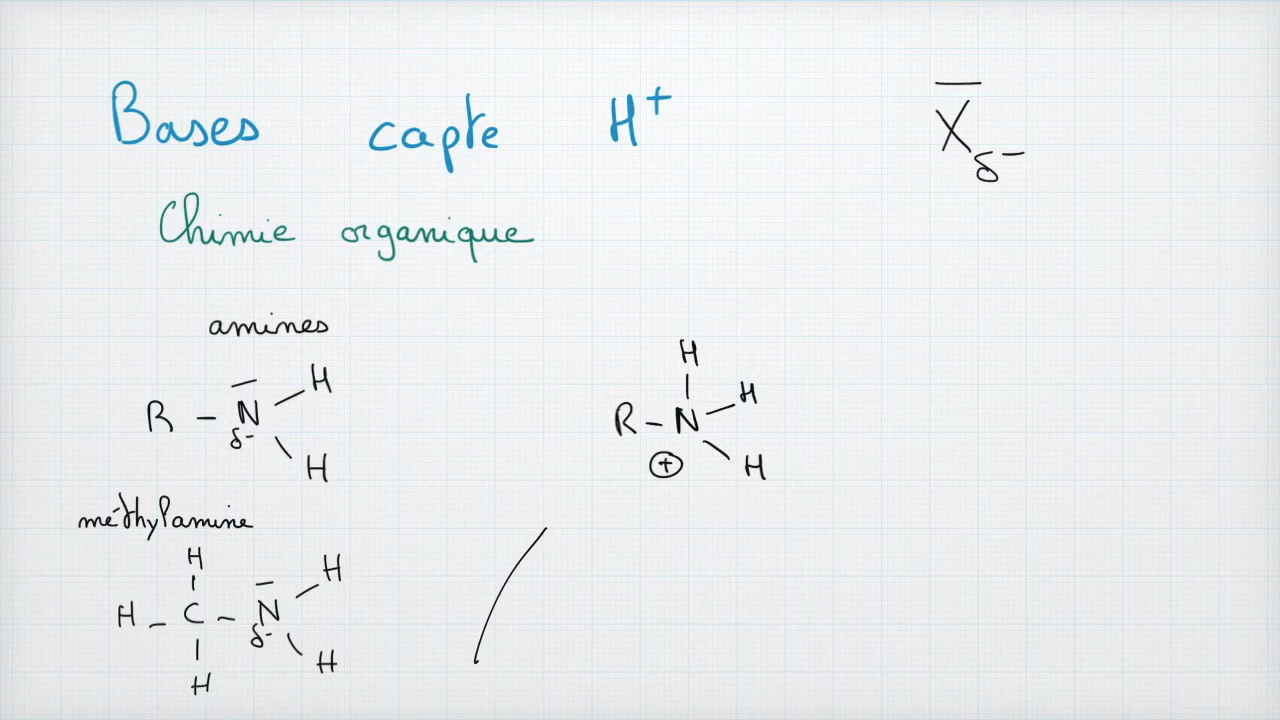 Bases capte H⁺
X̅ δ⁻
Chimie organique
amines
R - N̅ H
δ-
H
H
R - N H
⊕
H
méthylamine
H
H
H - C - N̅
δ-
H
H